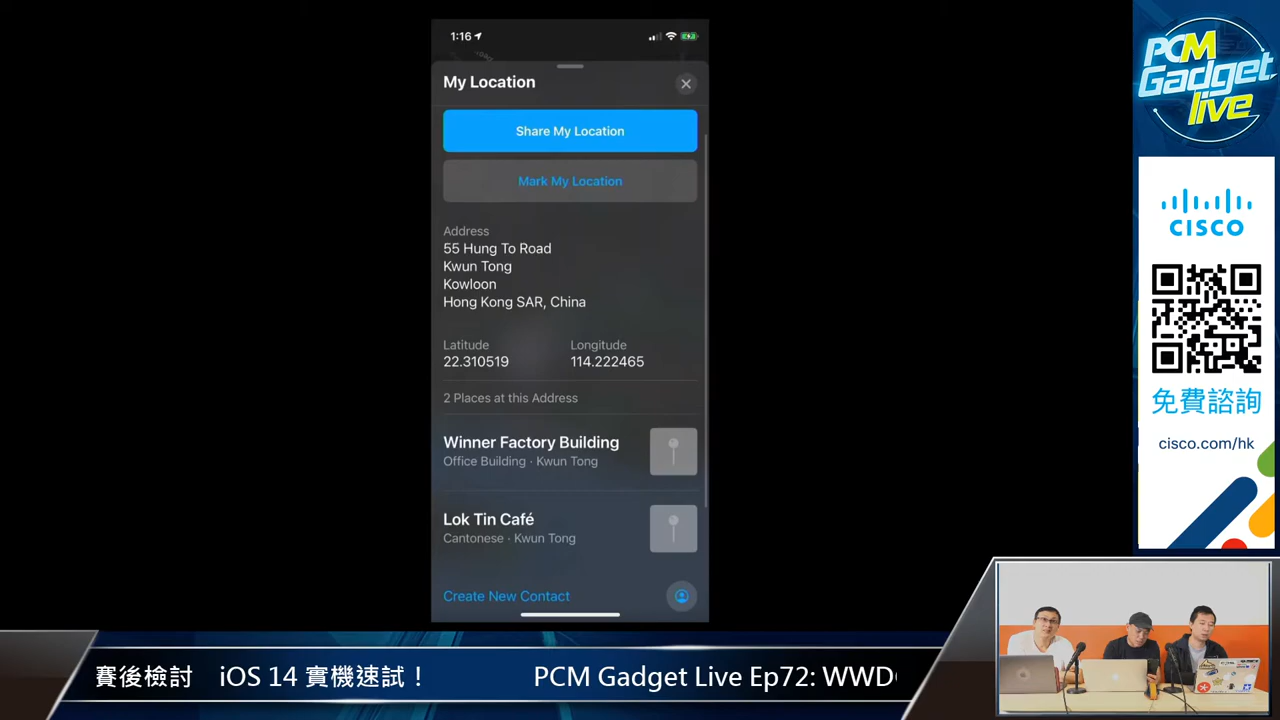 1:16
My Location
Share My Location
Mark My Location
Address
55 Hung To Road
Kwun Tong
Kowloon
Hong Kong SAR, China
Latitude
Longitude
22.310519
114.222465
2 Places at this Address
Winner Factory Building
Office Building · Kwun Tong
Lok Tin Café
Cantonese · Kwun Tong
Create New Contact
PCM
Gadget
live
CISCO
免費諮詢
cisco.com/hk
賽後檢討 iOS 14 實機速試！ PCM Gadget Live Ep72: WWD